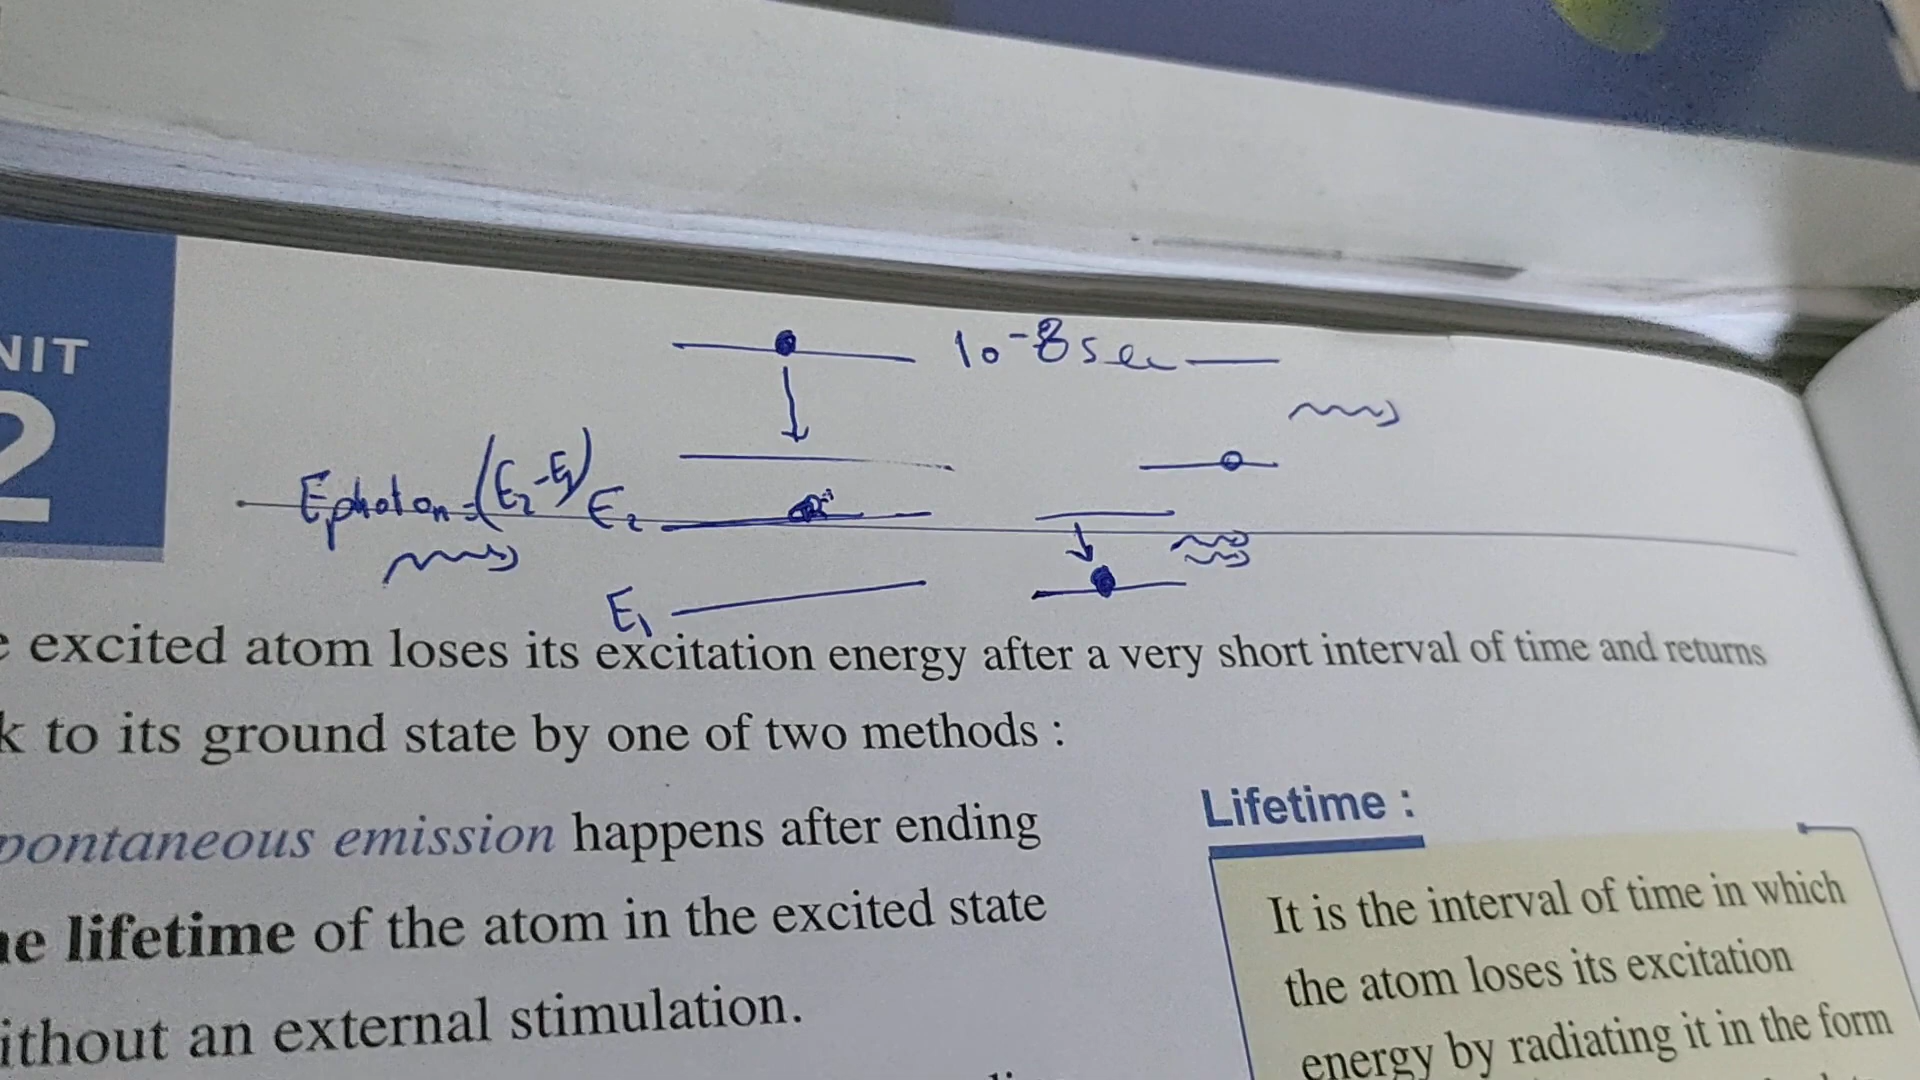 NIT
2
10⁻⁸ sec
Ephoton = (E₂-E₁)
E₂
E₁
excited atom loses its excitation energy after a very short interval of time and returns
k to its ground state by one of two methods :
pontaneous emission happens after ending
he lifetime of the atom in the excited state
ithout an external stimulation.
Lifetime :
It is the interval of time in which
the atom loses its excitation
energy by radiating it in the form